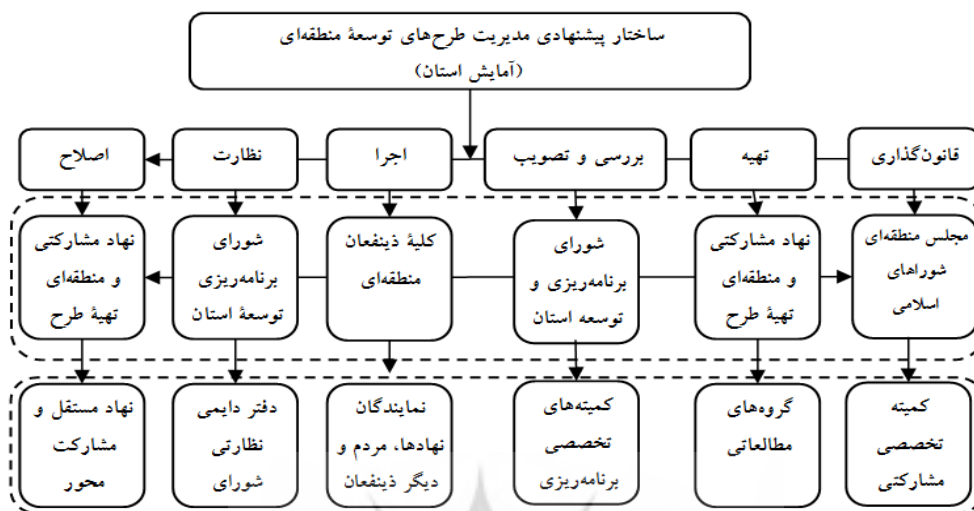 ساختار پیشنهادی مدیریت طرح‌های توسعهٔ منطقه‌ای
(آمایش استان)
قانون‌گذاری
تهیه
بررسی و تصویب
اجرا
نظارت
اصلاح
مجلس منطقه‌ای
شوراهای
اسلامی
نهاد مشارکتی
و منطقه‌ای
تهیهٔ طرح
شورای
برنامه‌ریزی و
توسعه استان
کلیهٔ ذینفعان
منطقه‌ای
شورای
برنامه‌ریزی
توسعهٔ استان
نهاد مشارکتی
و منطقه‌ای
تهیهٔ طرح
کمیته
تخصصی
مشارکتی
گروه‌های
مطالعاتی
کمیته‌های
تخصصی
برنامه‌ریزی
نمایندگان
نهادها، مردم و
دیگر ذینفعان
دفتر دایمی
نظارتی
شورای
نهاد مستقل و
مشارکت
محور